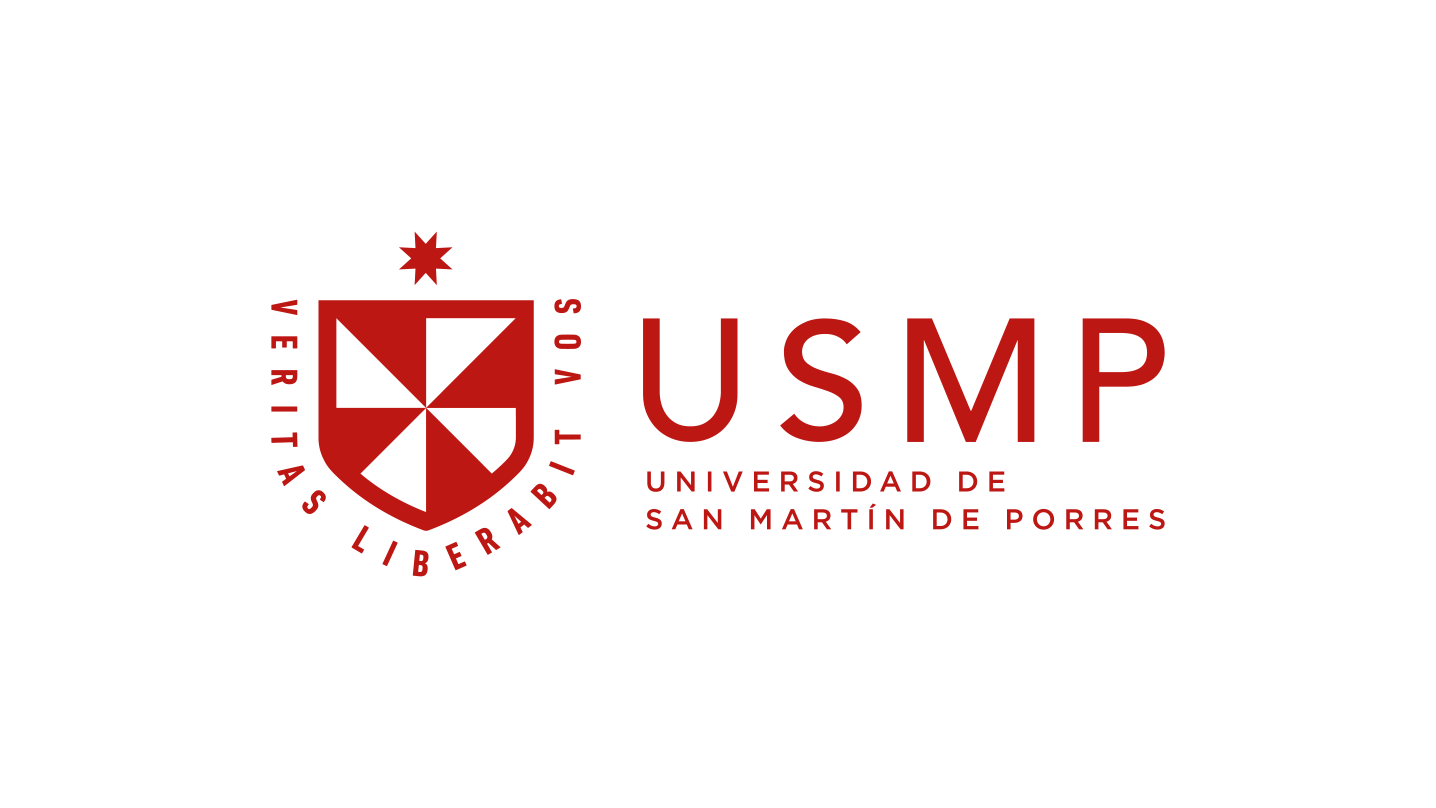 VERITAS LIBERABIT VOS
USMP
UNIVERSIDAD DE
SAN MARTÍN DE PORRES